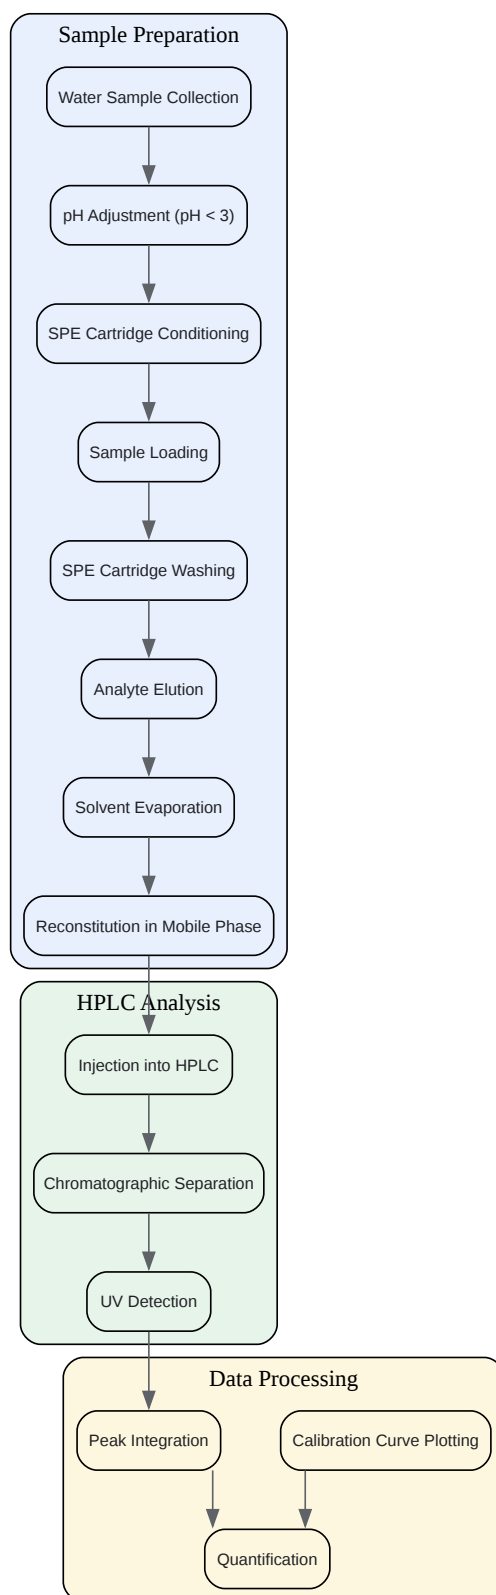 Sample Preparation
Water Sample Collection
pH Adjustment (pH < 3)
SPE Cartridge Conditioning
Sample Loading
SPE Cartridge Washing
Analyte Elution
Solvent Evaporation
Reconstitution in Mobile Phase
HPLC Analysis
Injection into HPLC
Chromatographic Separation
UV Detection
Data Processing
Peak Integration
Calibration Curve Plotting
Quantification